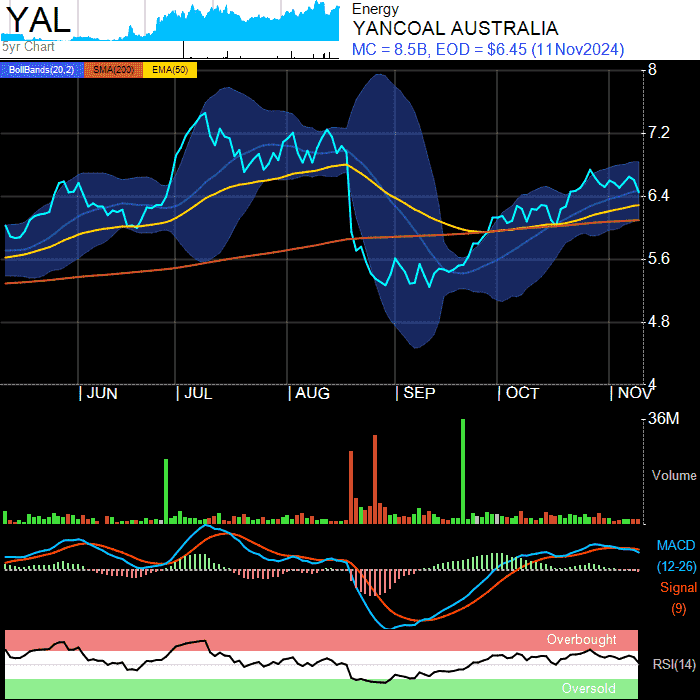 YAL
5yr Chart
Energy
YANCOAL AUSTRALIA
MC = 8.5B, EOD = $6.45 (11Nov2024)
BollBands(20,2) SMA(200) EMA(50)
8
7.2
6.4
5.6
4.8
4
JUN JUL AUG SEP OCT NOV
36M
Volume
MACD
(12-26)
Signal
(9)
Overbought
RSI(14)
Oversold